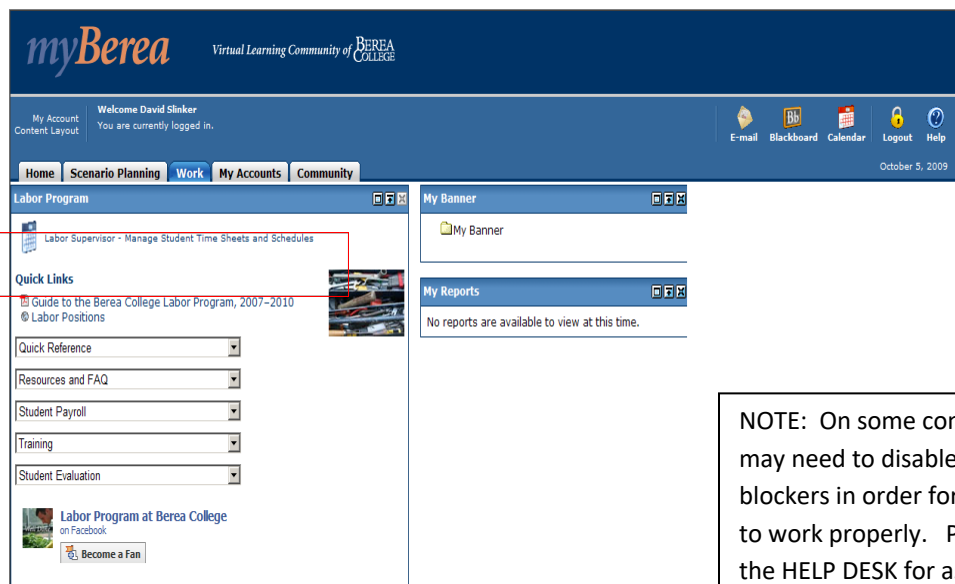 myBerea
Virtual Learning Community of BEREA COLLEGE
My Account
Content Layout
Welcome David Slinker
You are currently logged in.
E-mail Blackboard Calendar Logout Help
October 5, 2009
Home Scenario Planning Work My Accounts Community
Labor Program
Labor Supervisor - Manage Student Time Sheets and Schedules
Quick Links
Guide to the Berea College Labor Program, 2007-2010
Labor Positions
Quick Reference
Resources and FAQ
Student Payroll
Training
Student Evaluation
Labor Program at Berea College
on Facebook
Become a Fan
My Banner
My Banner
My Reports
No reports are available to view at this time.
NOTE: On some
may need to disable
blockers in order for
to work properly.
the HELP DESK for